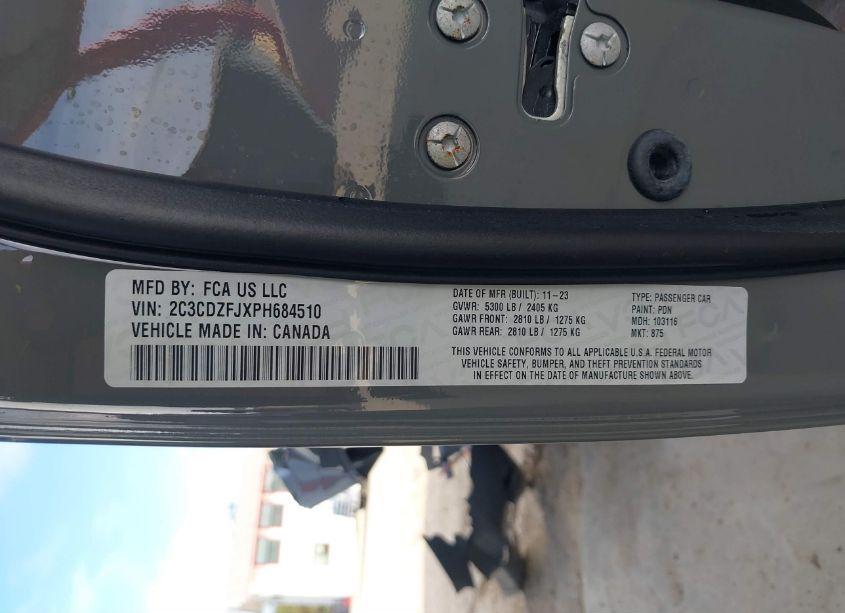 MFD BY: FCA US LLC
VIN: 2C3CDZFJXPH684510
VEHICLE MADE IN: CANADA
DATE OF MFR (BUILT): 11-23
GVWR: 5300 LB / 2405 KG
GAWR FRONT: 2810 LB / 1275 KG
GAWR REAR: 2810 LB / 1275 KG
TYPE: PASSENGER CAR
PAINT: PDN
MDH: 103116
MKT: 875
THIS VEHICLE CONFORMS TO ALL APPLICABLE U.S.A. FEDERAL MOTOR
VEHICLE SAFETY, BUMPER, AND THEFT PREVENTION STANDARDS
IN EFFECT ON THE DATE OF MANUFACTURE SHOWN ABOVE.